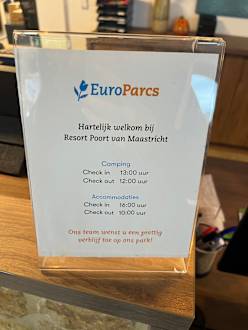 EuroParcs
Hartelijk welkom bij
Resort Poort van Maastricht
Camping
Check in 13:00 uur
Check out 12:00 uur
Accommodaties
Check in 16:00 uur
Check out 10:00 uur
Ons team wenst u een prettig
verblijf toe op ons park!